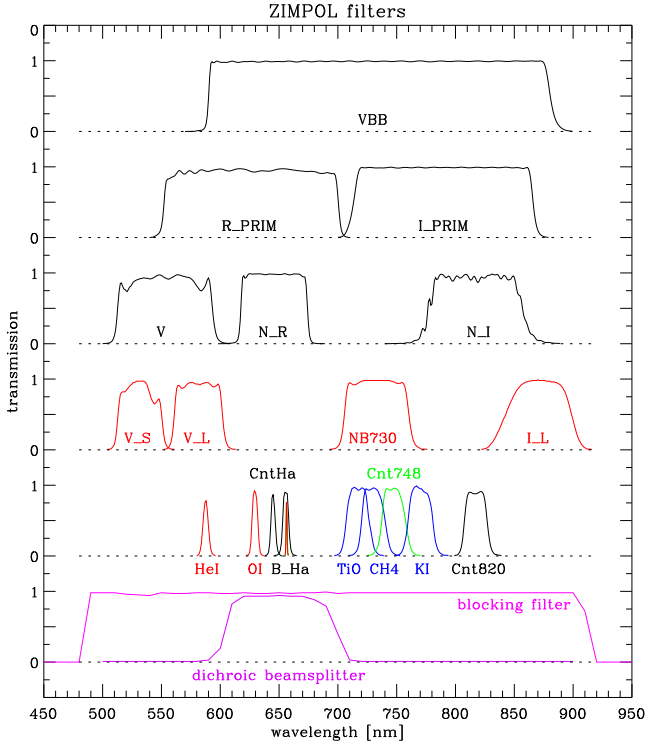 ZIMPOL filters
0
1
VBB
0
1
R_PRIM I_PRIM
0
1
V N_R N_I
0
transmission
1
V_S V_L NB730 I_L
0
CntHa Cnt748
1
0
HeI OI B_Ha TiO CH4 KI Cnt820
1
blocking filter
0
dichroic beamsplitter
450 500 550 600 650 700 750 800 850 900 950
wavelength [nm]